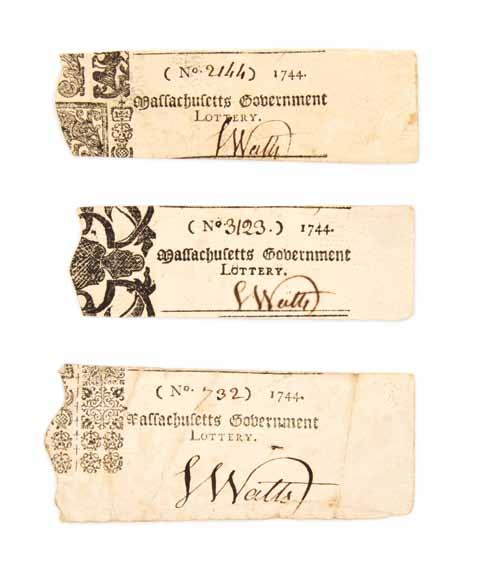 ( No. 2144 ) 1744.
Massachusetts Government
LOTTERY.
S Watts
( No 3123. ) 1744.
Massachusetts Government
LOTTERY.
S Watts
( No. 732 ) 1744.
Massachusetts Government
LOTTERY.
S Watts